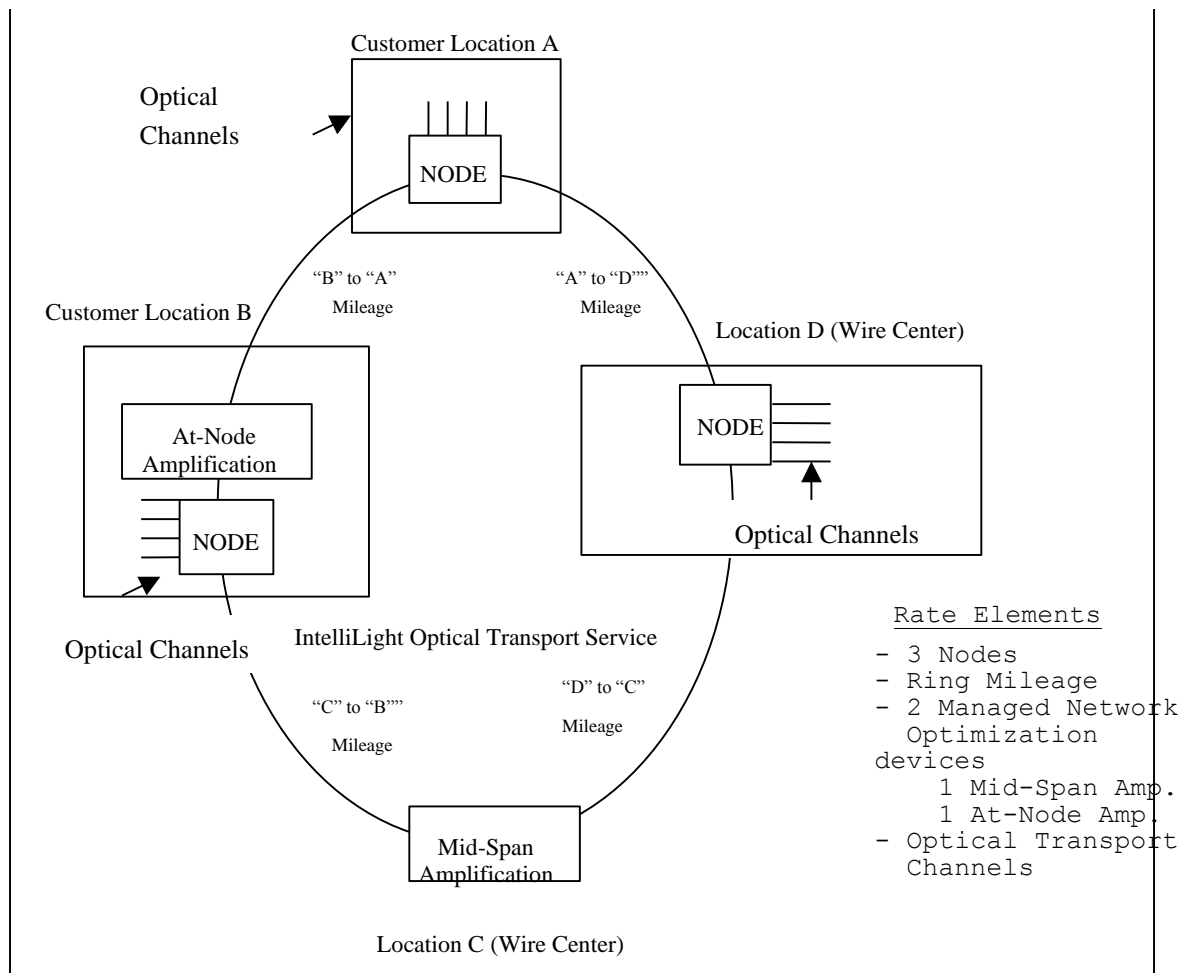 Customer Location A
Optical
Channels
NODE
“B” to “A”
Mileage
“A” to “D””
Mileage
Customer Location B
Location D (Wire Center)
At-Node
Amplification
NODE
NODE
Optical Channels
Optical Channels
IntelliLight Optical Transport Service
“C” to “B””
Mileage
“D” to “C”
Mileage
Mid-Span
Amplification
Location C (Wire Center)
Rate Elements
- 3 Nodes
- Ring Mileage
- 2 Managed Network
Optimization
devices
1 Mid-Span Amp.
1 At-Node Amp.
- Optical Transport
Channels